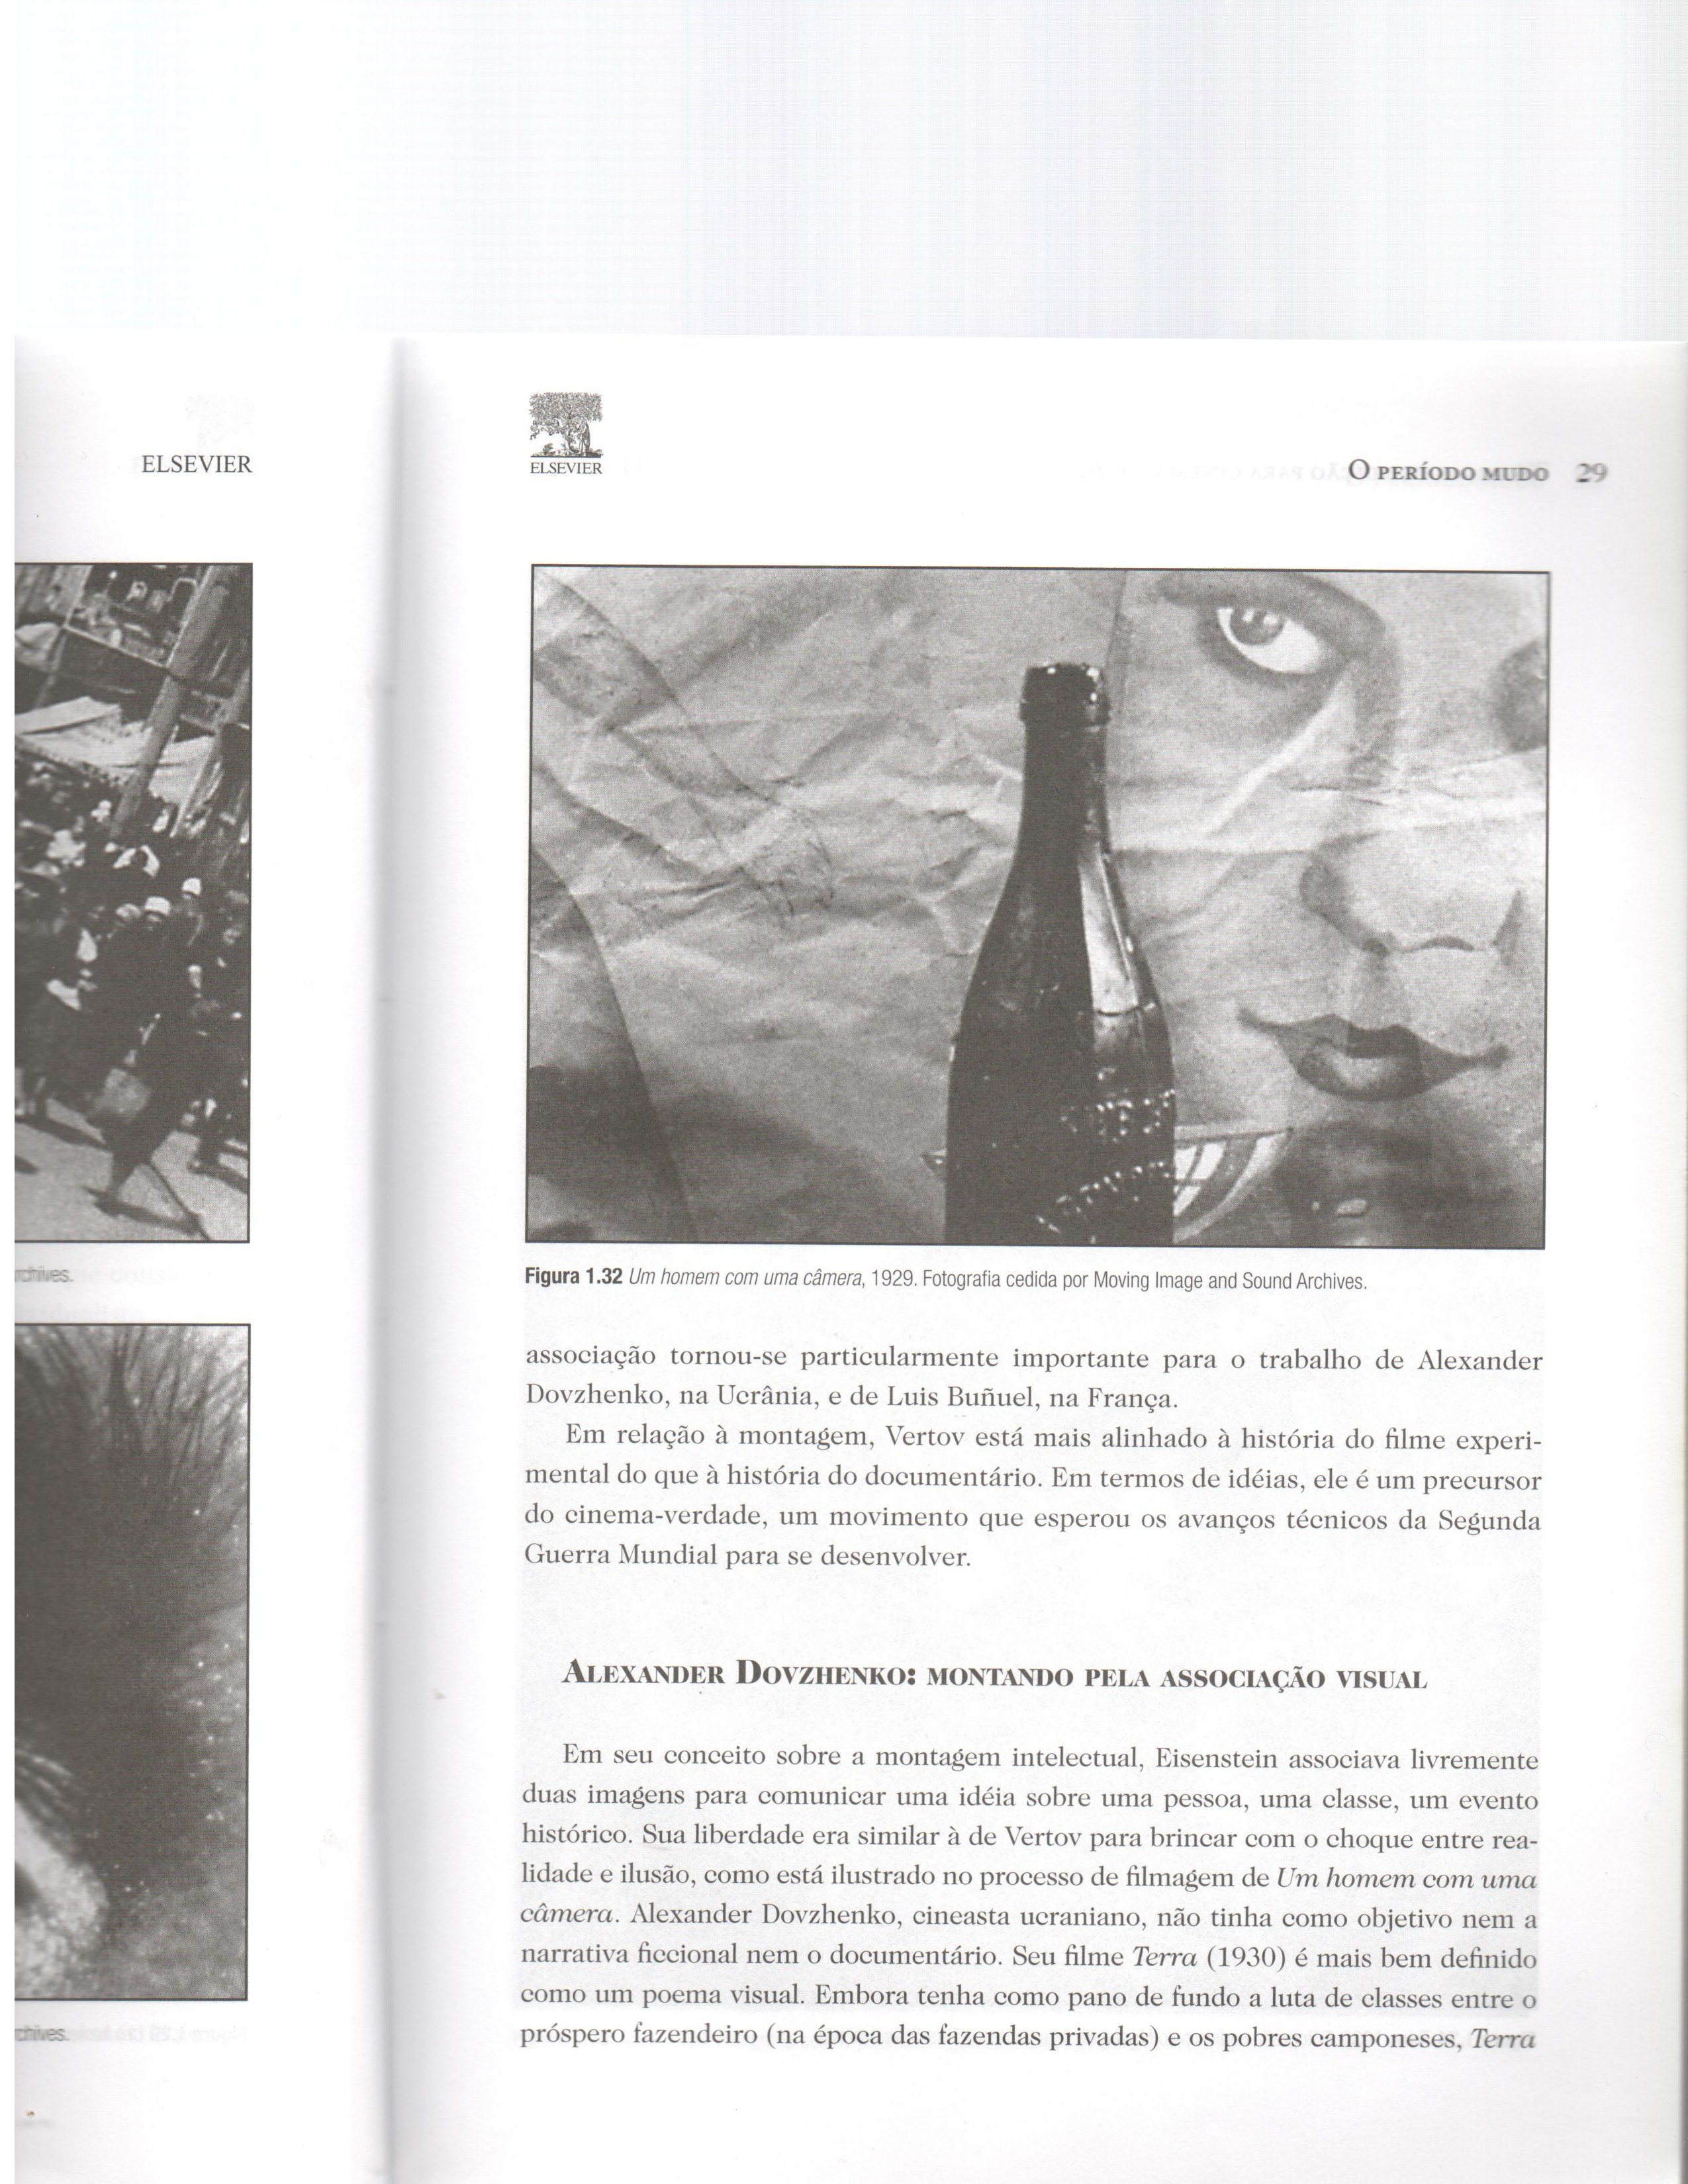 ELSEVIER
rchives.
chives.
ELSEVIER
O PERÍODO MUDO 29
Figura 1.32 Um homem com uma câmera, 1929. Fotografia cedida por Moving Image and Sound Archives.
associação tornou-se particularmente importante para o trabalho de Alexander
Dovzhenko, na Ucrânia, e de Luis Buñuel, na França.
Em relação à montagem, Vertov está mais alinhado à história do filme experi-
mental do que à história do documentário. Em termos de idéias, ele é um precursor
do cinema-verdade, um movimento que esperou os avanços técnicos da Segunda
Guerra Mundial para se desenvolver.
ALEXANDER DOVZHENKO: MONTANDO PELA ASSOCIAÇÃO VISUAL
Em seu conceito sobre a montagem intelectual, Eisenstein associava livremente
duas imagens para comunicar uma idéia sobre uma pessoa, uma classe, um evento
histórico. Sua liberdade era similar à de Vertov para brincar com o choque entre rea-
lidade e ilusão, como está ilustrado no processo de filmagem de Um homem com uma
câmera. Alexander Dovzhenko, cineasta ucraniano, não tinha como objetivo nem a
narrativa ficcional nem o documentário. Seu filme Terra (1930) é mais bem definido
como um poema visual. Embora tenha como pano de fundo a luta de classes entre o
próspero fazendeiro (na época das fazendas privadas) e os pobres camponeses, Terra